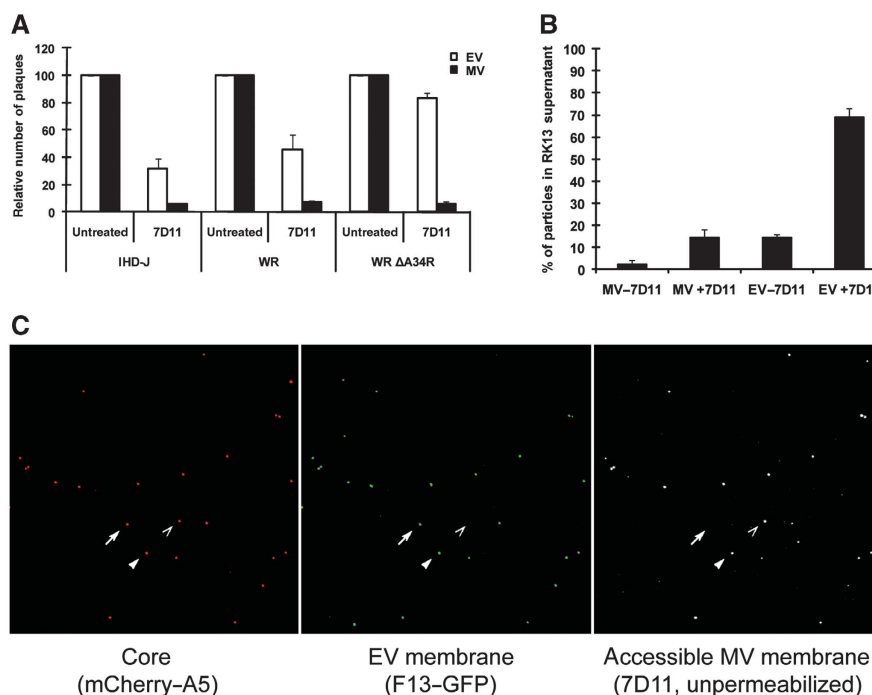 A
Relative number of plaques
120
100
80
60
40
20
0
EV
MV
Untreated 7D11 Untreated 7D11 Untreated 7D11
IHD-J WR WR ΔA34R
B
% of particles in RK13 supernatant
100
90
80
70
60
50
40
30
20
10
0
MV–7D11 MV +7D11 EV–7D11 EV +7D1
C
Core EV membrane Accessible MV membrane
(mCherry–A5) (F13–GFP) (7D11, unpermeabilized)